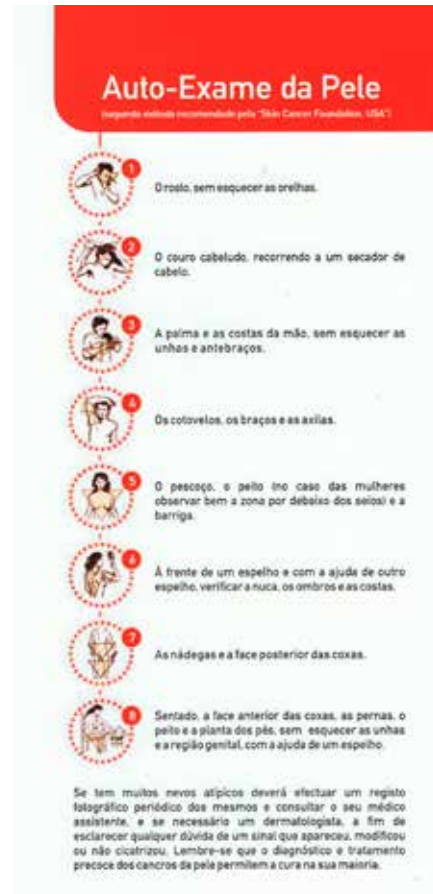 Auto-Exame da Pele
(segundo método recomendado pela "Skin Cancer Foundation, USA")
1
O rosto, sem esquecer as orelhas.
2
O couro cabeludo, recorrendo a um secador de
cabelo.
3
A palma e as costas da mão, sem esquecer as
unhas e antebraços.
4
Os cotovelos, os braços e as axilas.
5
O pescoço, o peito (no caso das mulheres
observar bem a zona por debaixo dos seios) e a
barriga.
6
À frente de um espelho e com a ajuda de outro
espelho, verificar a nuca, os ombros e as costas.
7
As nádegas e a face posterior das coxas.
8
Sentado, a face anterior das coxas, as pernas, o
peito e a planta dos pés, sem esquecer as unhas
e a região genital, com a ajuda de um espelho.
Se tem muitos nevos atípicos deverá efectuar um registo
fotográfico periódico dos mesmos e consultar o seu médico
assistente, e se necessário um dermatologista, a fim de
esclarecer qualquer dúvida de um sinal que apareceu, modificou
ou não cicatrizou. Lembre-se que o diagnóstico e tratamento
precoce dos cancros da pele permitem a cura na sua maioria.